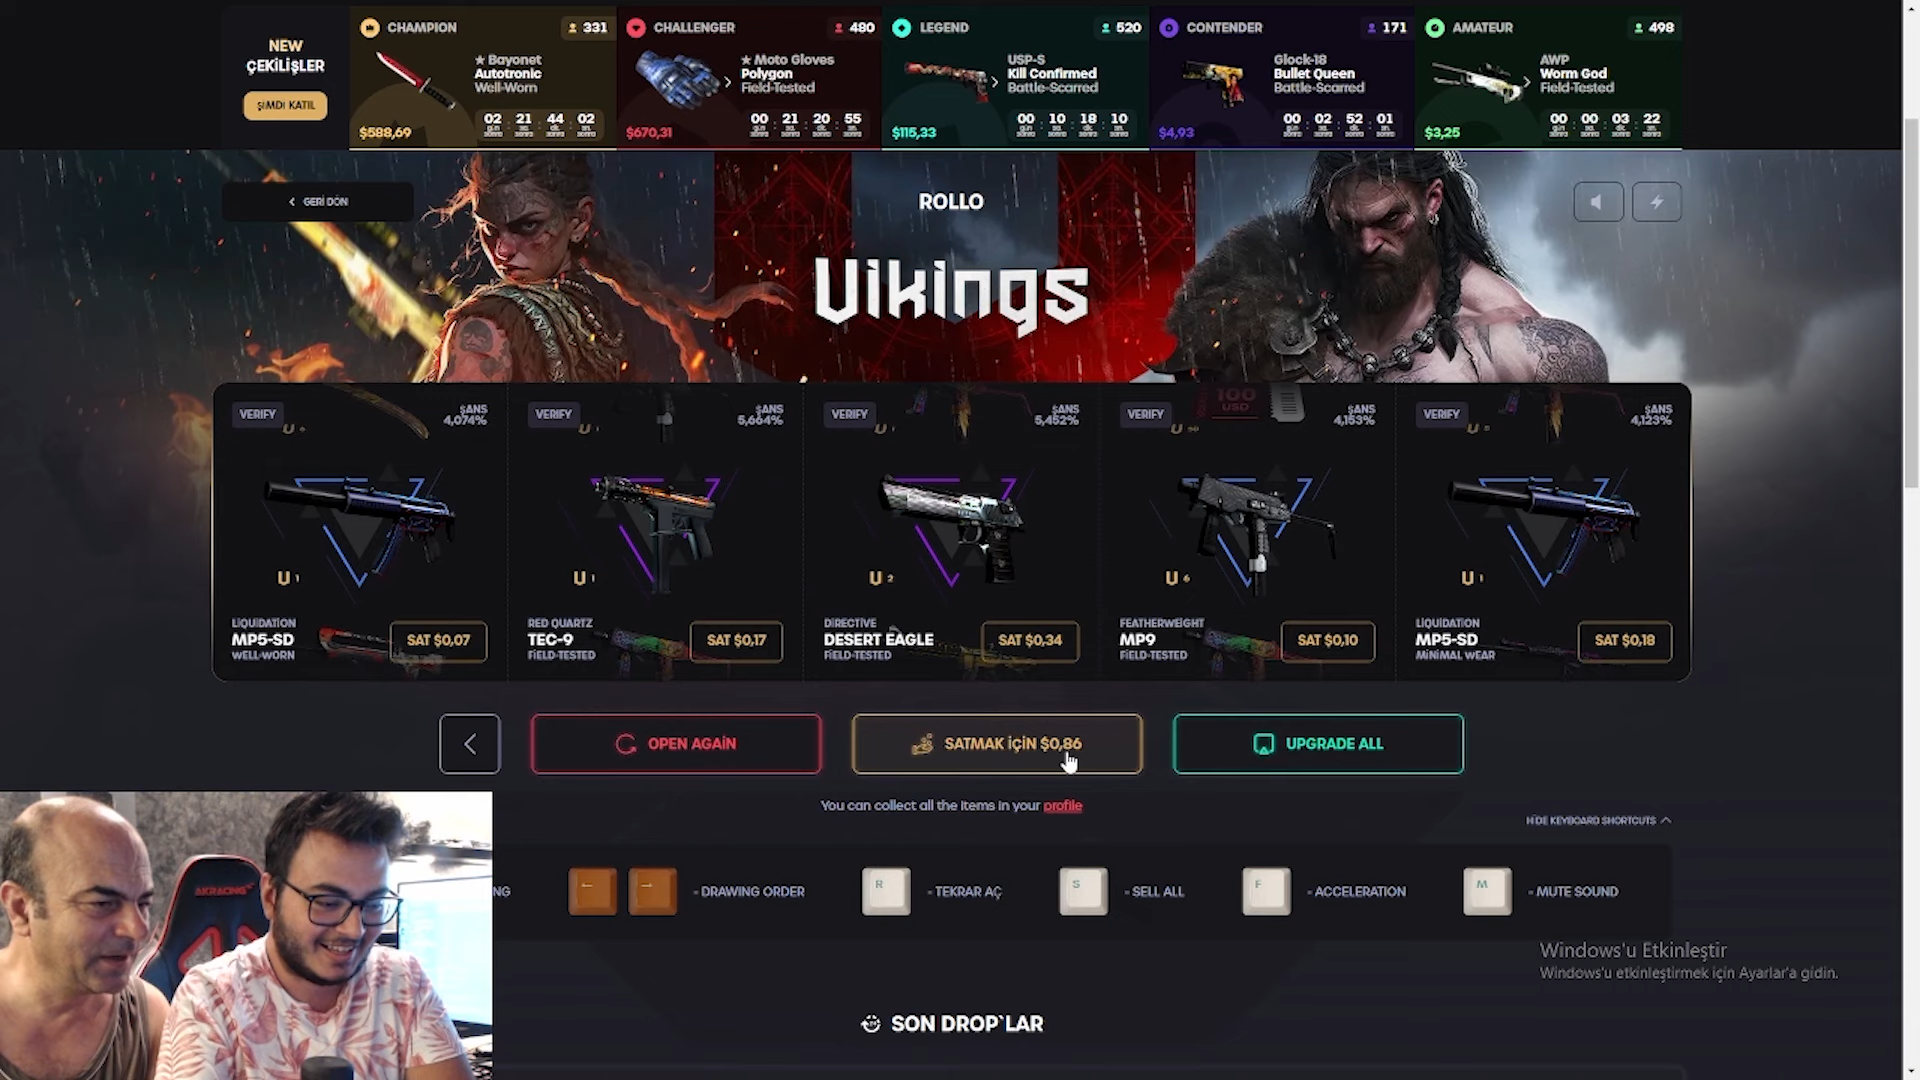 NEW
ÇEKİLİŞLER
ŞİMDİ KATIL
CHAMPION
331
★ Bayonet
Autotronic
Well-Worn
$588,69
02 : 21 : 44 : 02
CHALLENGER
480
★ Moto Gloves
Polygon
Field-Tested
$670,31
00 : 21 : 20 : 55
LEGEND
520
USP-S
Kill Confirmed
Battle-Scarred
$115,33
00 : 10 : 18 : 10
CONTENDER
171
Glock-18
Bullet Queen
Battle-Scarred
$4,93
00 : 02 : 52 : 01
AMATEUR
498
AWP
Worm God
Field-Tested
$3,25
00 : 00 : 03 : 22
GERİ DÖN
ROLLO
Vikings
VERIFY
ŞANS
4,074%
U 1
LIQUIDATION
MP5-SD
WELL-WORN
SAT $0,07
VERIFY
ŞANS
5,664%
U 1
RED QUARTZ
TEC-9
FIELD-TESTED
SAT $0,17
VERIFY
ŞANS
5,452%
U 2
DIRECTIVE
DESERT EAGLE
FIELD-TESTED
SAT $0,34
VERIFY
100
USD
ŞANS
4,153%
U 6
FEATHERWEIGHT
MP9
FIELD-TESTED
SAT $0,10
VERIFY
ŞANS
4,123%
U 1
LIQUIDATION
MP5-SD
MINIMAL WEAR
SAT $0,18
OPEN AGAIN
SATMAK İÇİN $0,86
UPGRADE ALL
You can collect all the items in your profile
HIDE KEYBOARD SHORTCUTS
NG
← → - DRAWING ORDER
R - TEKRAR AÇ
S - SELL ALL
F - ACCELERATION
M - MUTE SOUND
AKRACING
Windows'u Etkinleştir
Windows'u etkinleştirmek için Ayarlar'a gidin.
SON DROP`LAR